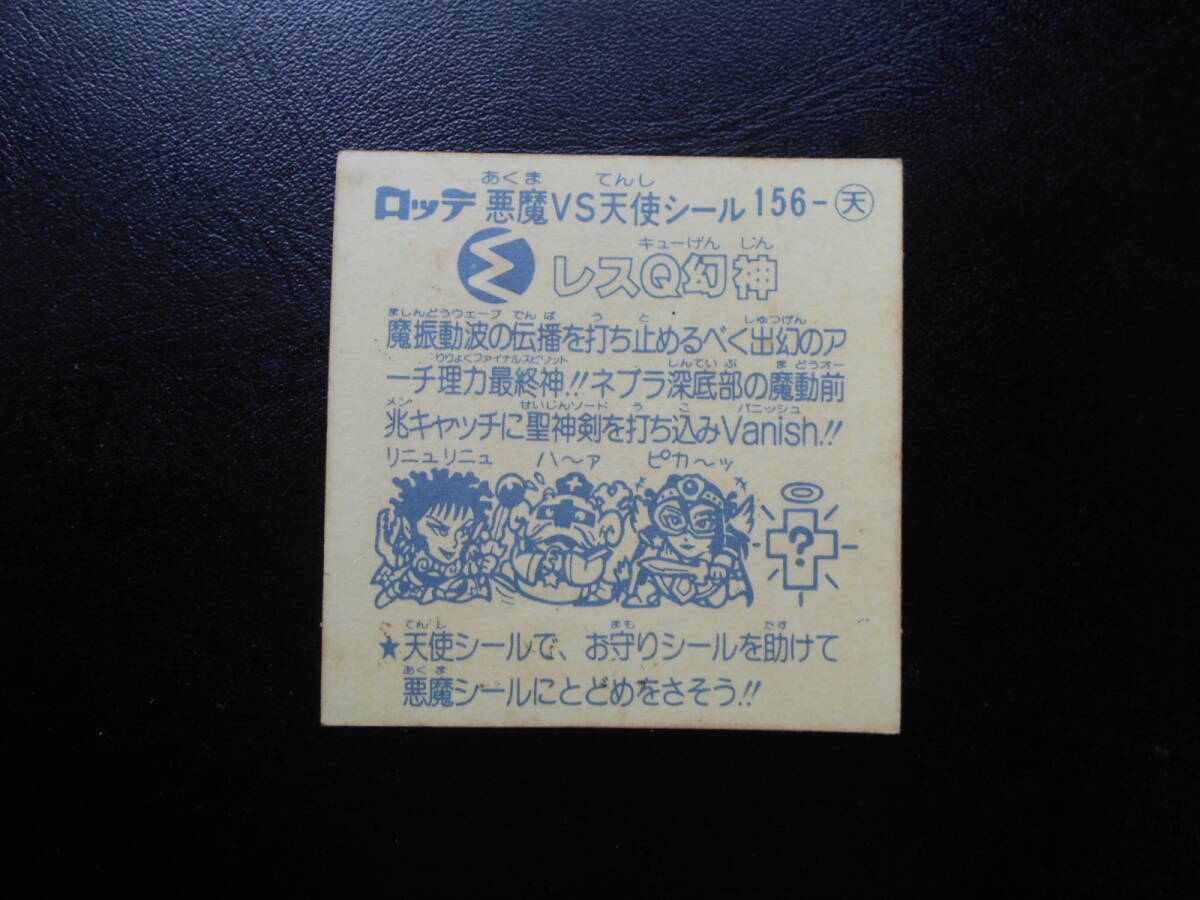 あくま てんし
ロッテ 悪魔VS天使シール 156-天
キューげん じん
レスQ幻神
ましんどうウェーブ でんぱ う と しゅつげん
魔振動波の伝播を打ち止めるべく出幻のア
りりょくファイナルスピリット しんていぶ まどうオー
ーチ理力最終神!!ネブラ深底部の魔動前
メン せいじんソード う こ バニッシュ
兆キャッチに聖神剣を打ち込みVanish!!
リニュリニュ ハ〜ァ ピカ〜ッ
?
てんし まも たす
★天使シールで、お守りシールを助けて
あくま
悪魔シールにとどめをさそう!!